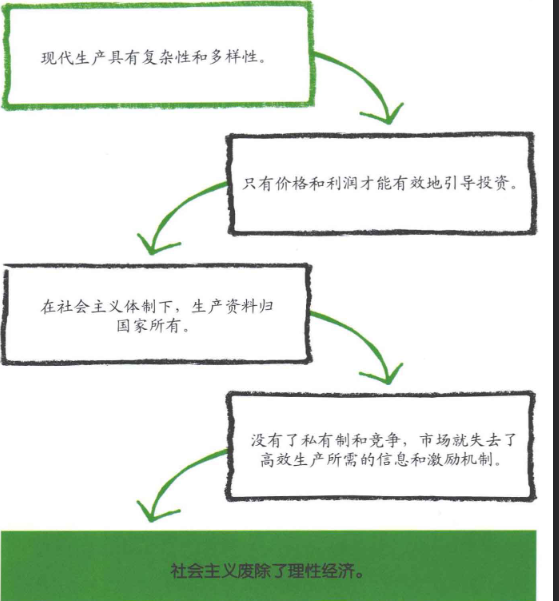 现代生产具有复杂性和多样性。
只有价格和利润才能有效地引导投资。
在社会主义体制下，生产资料归
国家所有。
没有了私有制和竞争，市场就失去了
高效生产所需的信息和激励机制。
社会主义废除了理性经济。